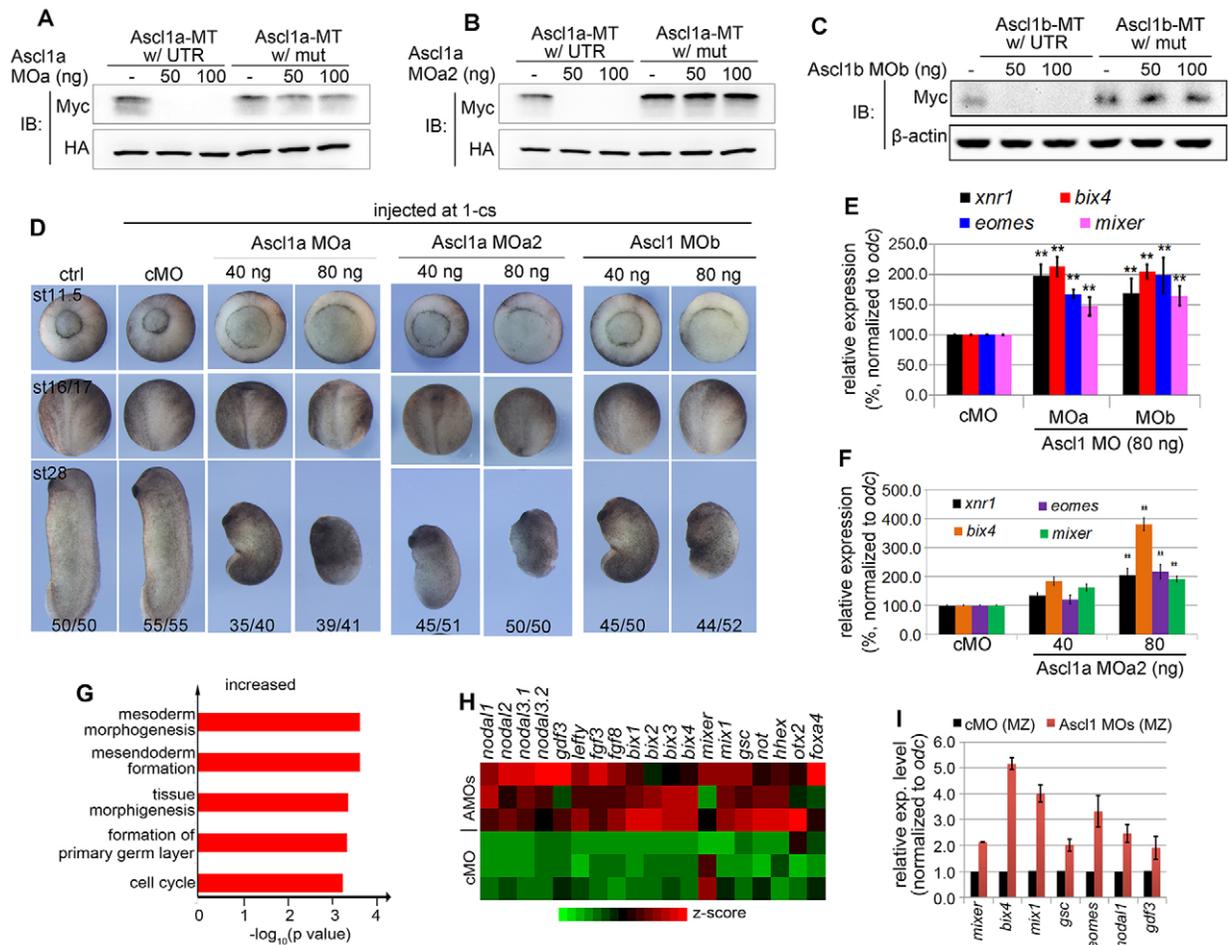 A
Ascl1a-MT w/ UTR
Ascl1a-MT w/ mut
Ascl1a MOa (ng)
- 50 100 - 50 100
IB:
Myc
HA
B
Ascl1a-MT w/ UTR
Ascl1a-MT w/ mut
Ascl1a MOa2 (ng)
- 50 100 - 50 100
IB:
Myc
HA
C
Ascl1b-MT w/ UTR
Ascl1b-MT w/ mut
Ascl1b MOb (ng)
- 50 100 - 50 100
IB:
Myc
β-actin
D
injected at 1-cs
Ascl1a MOa
Ascl1a MOa2
Ascl1 MOb
ctrl cMO 40 ng 80 ng 40 ng 80 ng 40 ng 80 ng
st11.5
st16/17
st28
50/50 55/55 35/40 39/41 45/51 50/50 45/50 44/52
E
xnr1 bix4
eomes mixer
relative expression
(%, normalized to odc)
250.0
200.0
150.0
100.0
50.0
0.0
** ** ** ** ** ** ** **
cMO MOa MOb
Ascl1 MO (80 ng)
F
xnr1 eomes
bix4 mixer
relative expression
(%, normalized to odc)
500.0
400.0
300.0
200.0
100.0
0.0
** ** ** **
cMO 40 80
Ascl1a MOa2 (ng)
G
increased
mesoderm
morphogenesis
mesendoderm
formation
tissue
morphigenesis
formation of
primary germ layer
cell cycle
0 1 2 3 4
-log10(p value)
H
nodal1 nodal2 nodal3.1 nodal3.2 gdf3 lefty fgf3 fgf8 bix1 bix2 bix3 bix4 mixer mix1 gsc not hhex otx2 foxa4
AMOs
cMO
z-score
I
cMO (MZ) Ascl1 MOs (MZ)
relative exp. level
(normalized to odc)
6.0
5.0
4.0
3.0
2.0
1.0
0.0
mixer bix4 mix1 gsc eomes nodal1 gdf3